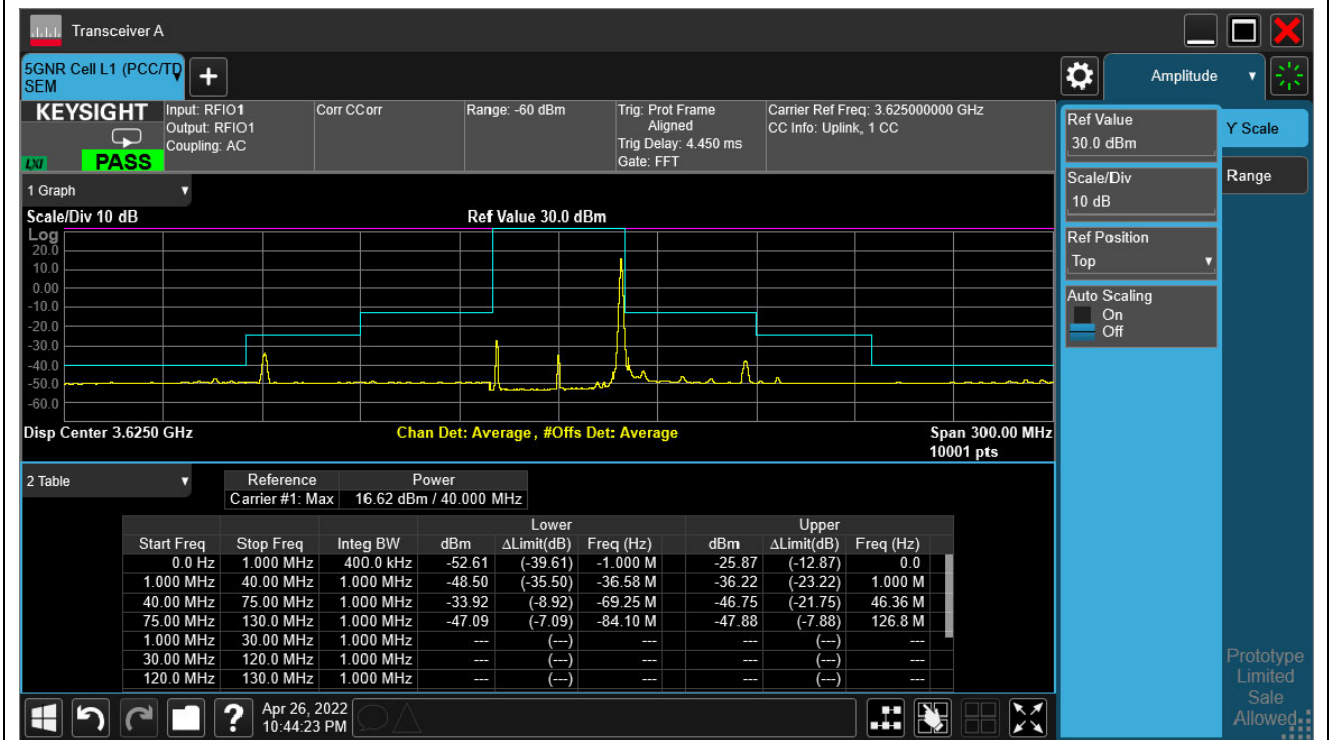 Transceiver A
5GNR Cell L1 (PCC/TD
SEM
+
Amplitude
KEYSIGHT
LXI
PASS
Input: RFIO1
Output: RFIO1
Coupling: AC
Corr CCorr
Range: -60 dBm
Trig: Prot Frame
Aligned
Trig Delay: 4.450 ms
Gate: FFT
Carrier Ref Freq: 3.625000000 GHz
CC Info: Uplink, 1 CC
Ref Value
30.0 dBm
Scale/Div
10 dB
Ref Position
Top
Auto Scaling
On
Off
Y Scale
Range
1 Graph
Scale/Div 10 dB
Ref Value 30.0 dBm
Log
20.0
10.0
0.00
-10.0
-20.0
-30.0
-40.0
-50.0
-60.0
Disp Center 3.6250 GHz
Chan Det: Average , #Offs Det: Average
Span 300.00 MHz
10001 pts
2 Table
Reference Power
Carrier #1: Max 16.62 dBm / 40.000 MHz
Lower Upper
Start Freq Stop Freq Integ BW dBm ΔLimit(dB) Freq (Hz) dBm ΔLimit(dB) Freq (Hz)
0.0 Hz 1.000 MHz 400.0 kHz -52.61 (-39.61) -1.000 M -25.87 (-12.87) 0.0
1.000 MHz 40.00 MHz 1.000 MHz -48.50 (-35.50) -36.58 M -36.22 (-23.22) 1.000 M
40.00 MHz 75.00 MHz 1.000 MHz -33.92 (-8.92) -69.25 M -46.75 (-21.75) 46.36 M
75.00 MHz 130.0 MHz 1.000 MHz -47.09 (-7.09) -84.10 M -47.88 (-7.88) 126.8 M
1.000 MHz 30.00 MHz 1.000 MHz --- (---) --- --- (---) ---
30.00 MHz 120.0 MHz 1.000 MHz --- (---) --- --- (---) ---
120.0 MHz 130.0 MHz 1.000 MHz --- (---) --- --- (---) ---
Prototype
Limited
Sale
Allowed
?
Apr 26, 2022
10:44:23 PM